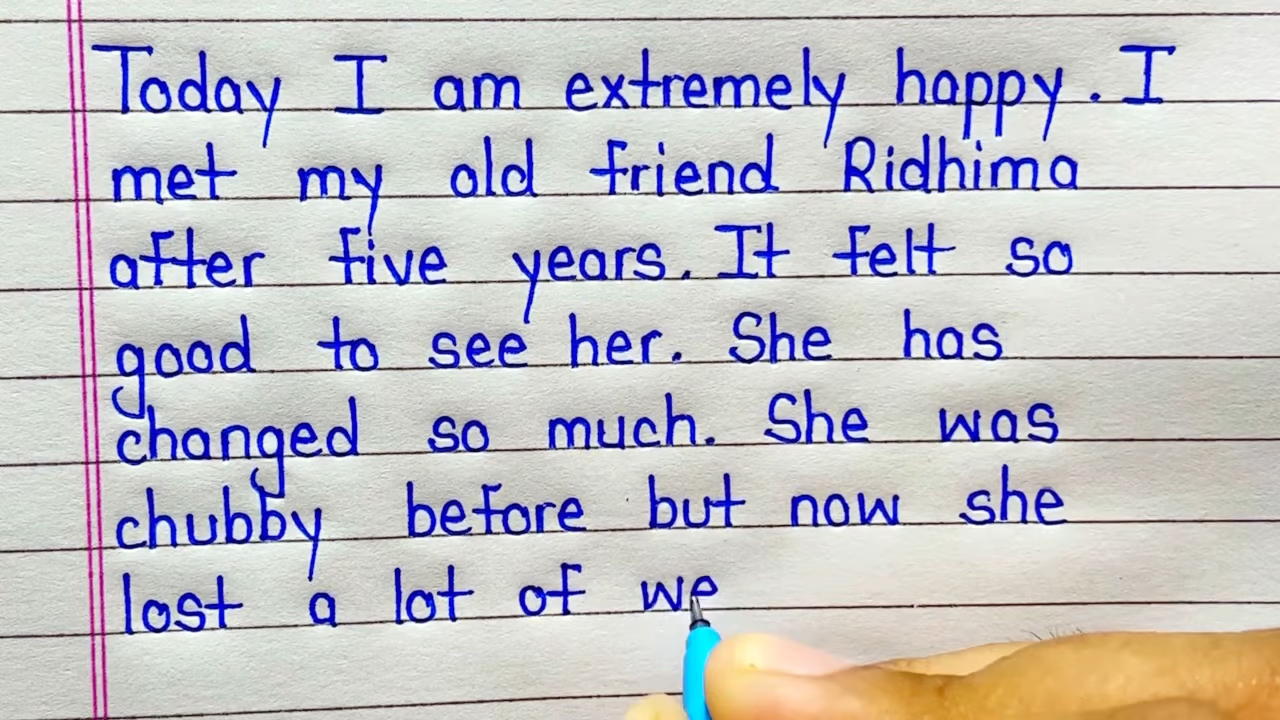 Today I am extremely happy. I
met my old friend Ridhima
after five years. It felt so
good to see her. She has
changed so much. She was
chubby before but now she
lost a lot of we